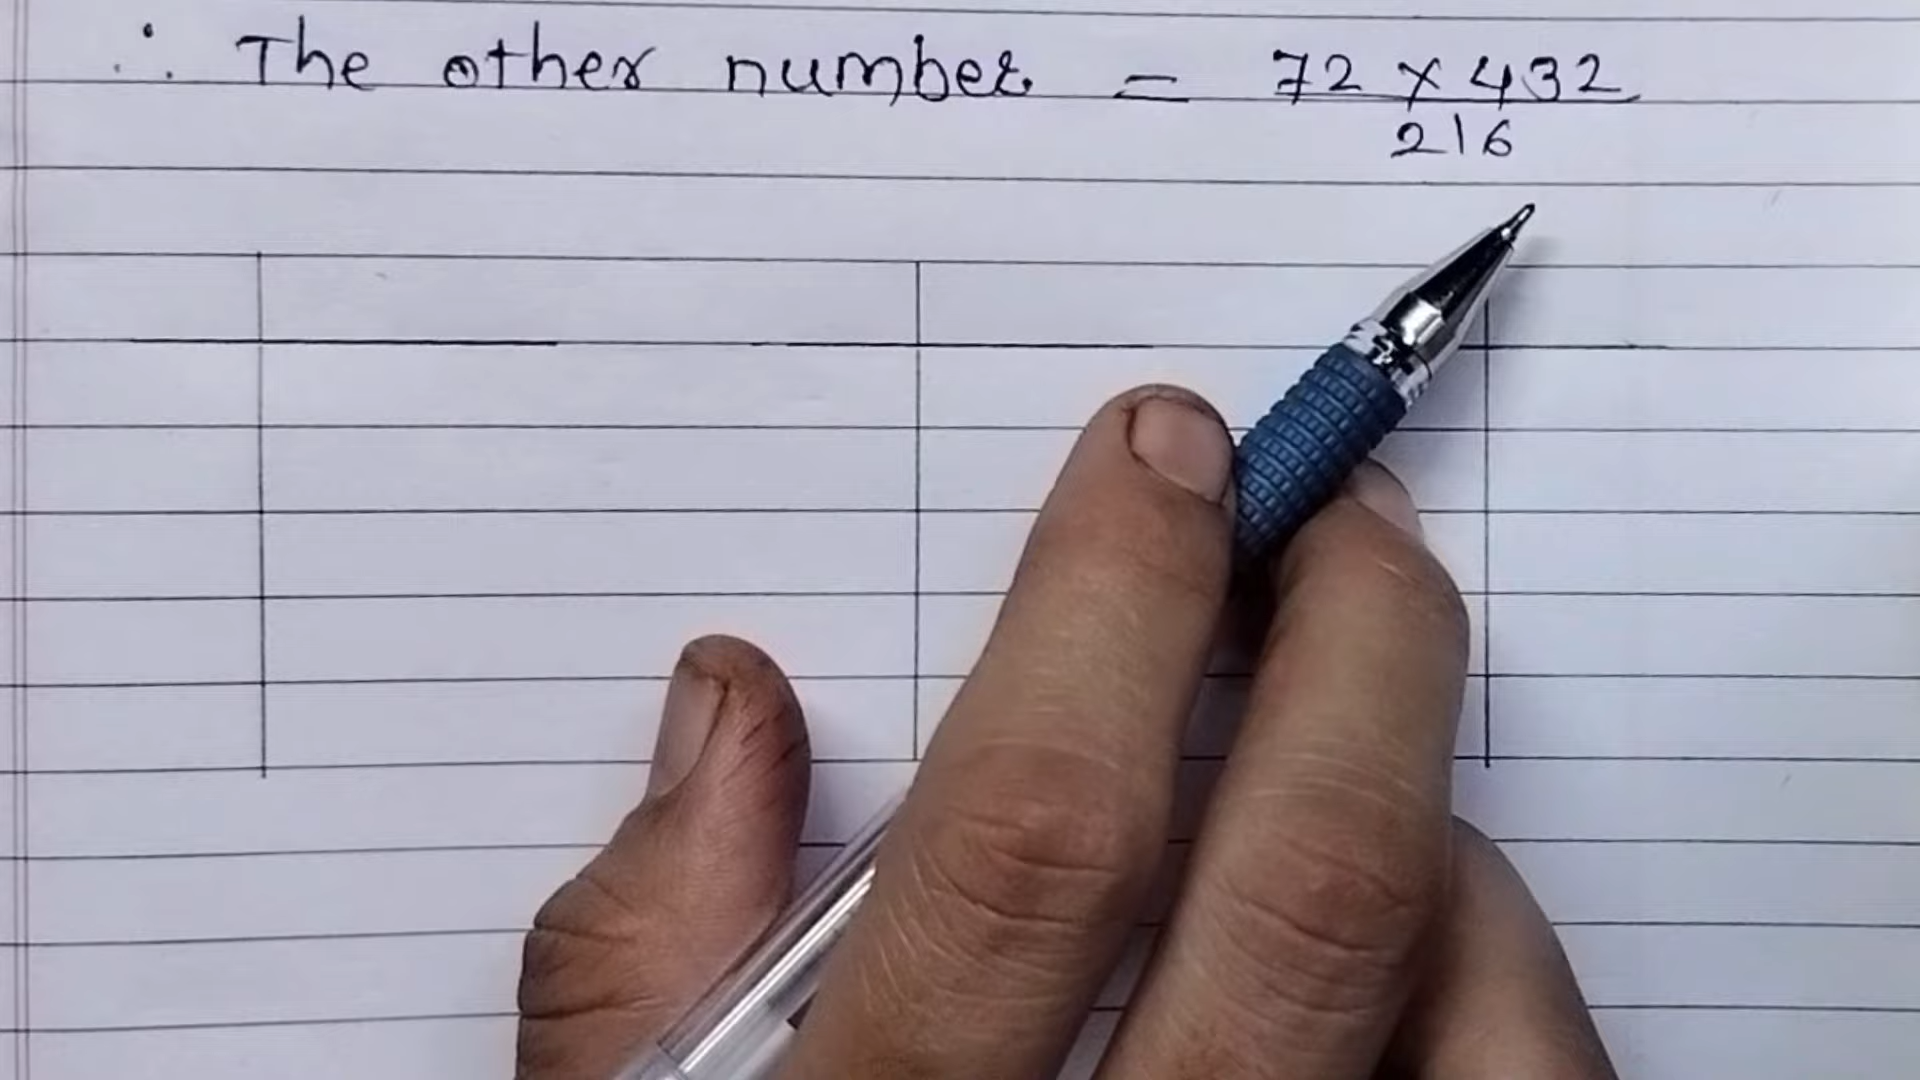 ∴ The other number = 72 × 432
216